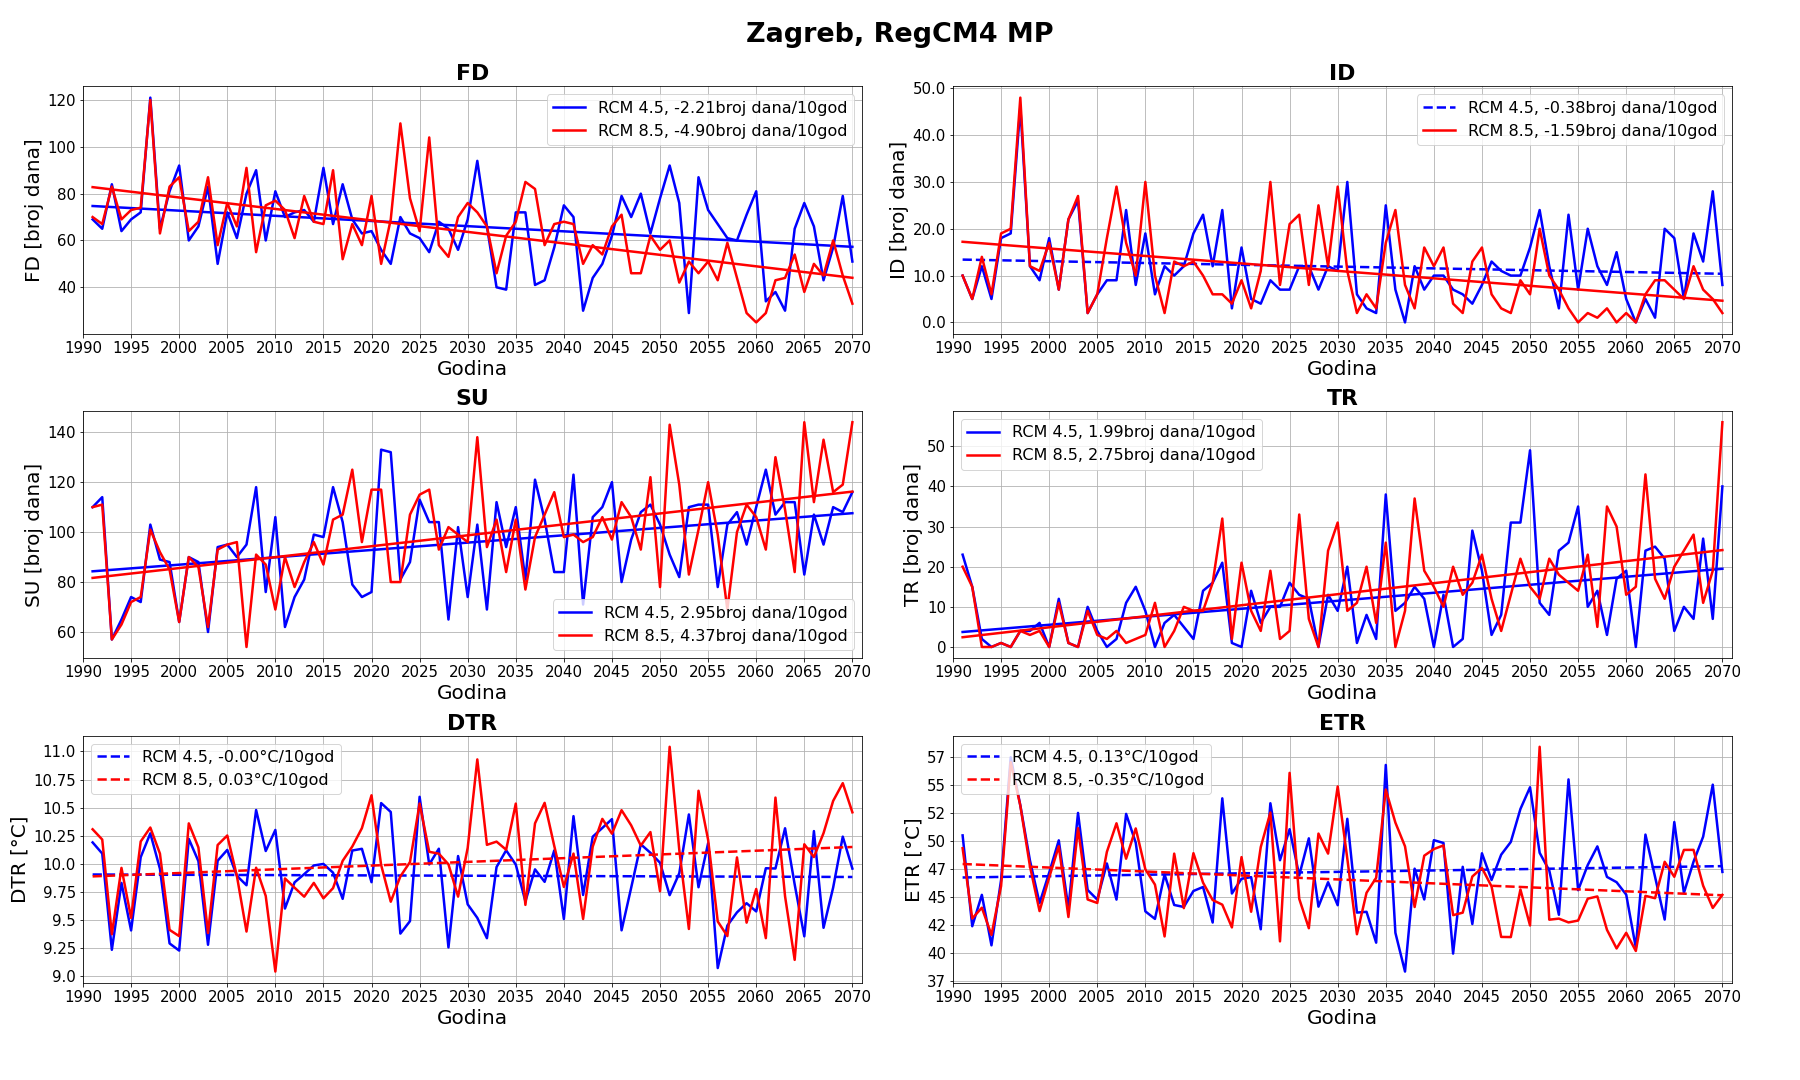 Zagreb, RegCM4 MP
FD
RCM 4.5, -2.21broj dana/10god
RCM 8.5, -4.90broj dana/10god
FD [broj dana]
120
100
80
60
40
1990 1995 2000 2005 2010 2015 2020 2025 2030 2035 2040 2045 2050 2055 2060 2065 2070
Godina
ID
RCM 4.5, -0.38broj dana/10god
RCM 8.5, -1.59broj dana/10god
ID [broj dana]
50.0
40.0
30.0
20.0
10.0
0.0
1990 1995 2000 2005 2010 2015 2020 2025 2030 2035 2040 2045 2050 2055 2060 2065 2070
Godina
SU
SU [broj dana]
140
120
100
80
60
RCM 4.5, 2.95broj dana/10god
RCM 8.5, 4.37broj dana/10god
1990 1995 2000 2005 2010 2015 2020 2025 2030 2035 2040 2045 2050 2055 2060 2065 2070
Godina
TR
RCM 4.5, 1.99broj dana/10god
RCM 8.5, 2.75broj dana/10god
TR [broj dana]
50
40
30
20
10
0
1990 1995 2000 2005 2010 2015 2020 2025 2030 2035 2040 2045 2050 2055 2060 2065 2070
Godina
DTR
RCM 4.5, -0.00°C/10god
RCM 8.5, 0.03°C/10god
DTR [°C]
11.0
10.75
10.5
10.25
10.0
9.75
9.5
9.25
9.0
1990 1995 2000 2005 2010 2015 2020 2025 2030 2035 2040 2045 2050 2055 2060 2065 2070
Godina
ETR
RCM 4.5, 0.13°C/10god
RCM 8.5, -0.35°C/10god
ETR [°C]
57
55
52
50
47
45
42
40
37
1990 1995 2000 2005 2010 2015 2020 2025 2030 2035 2040 2045 2050 2055 2060 2065 2070
Godina